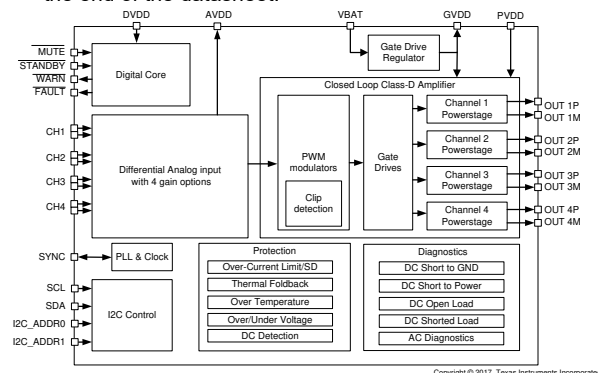 the end of the datasheet.
DVDD
AVDD
VBAT
GVDD
PVDD
MUTE
STANDBY
WARN
FAULT
Digital Core
Gate Drive
Regulator
Closed Loop Class-D Amplifier
CH1
CH2
CH3
CH4
Differential Analog input
with 4 gain options
PWM
modulators
Clip
detection
Gate
Drives
Channel 1
Powerstage
Channel 2
Powerstage
Channel 3
Powerstage
Channel 4
Powerstage
OUT 1P
OUT 1M
OUT 2P
OUT 2M
OUT 3P
OUT 3M
OUT 4P
OUT 4M
SYNC
PLL & Clock
SCL
SDA
I2C_ADDR0
I2C_ADDR1
I2C Control
Protection
Over-Current Limit/SD
Thermal Foldback
Over Temperature
Over/Under Voltage
DC Detection
Diagnostics
DC Short to GND
DC Short to Power
DC Open Load
DC Shorted Load
AC Diagnostics
Copyright © 2017, Texas Instruments Incorporate